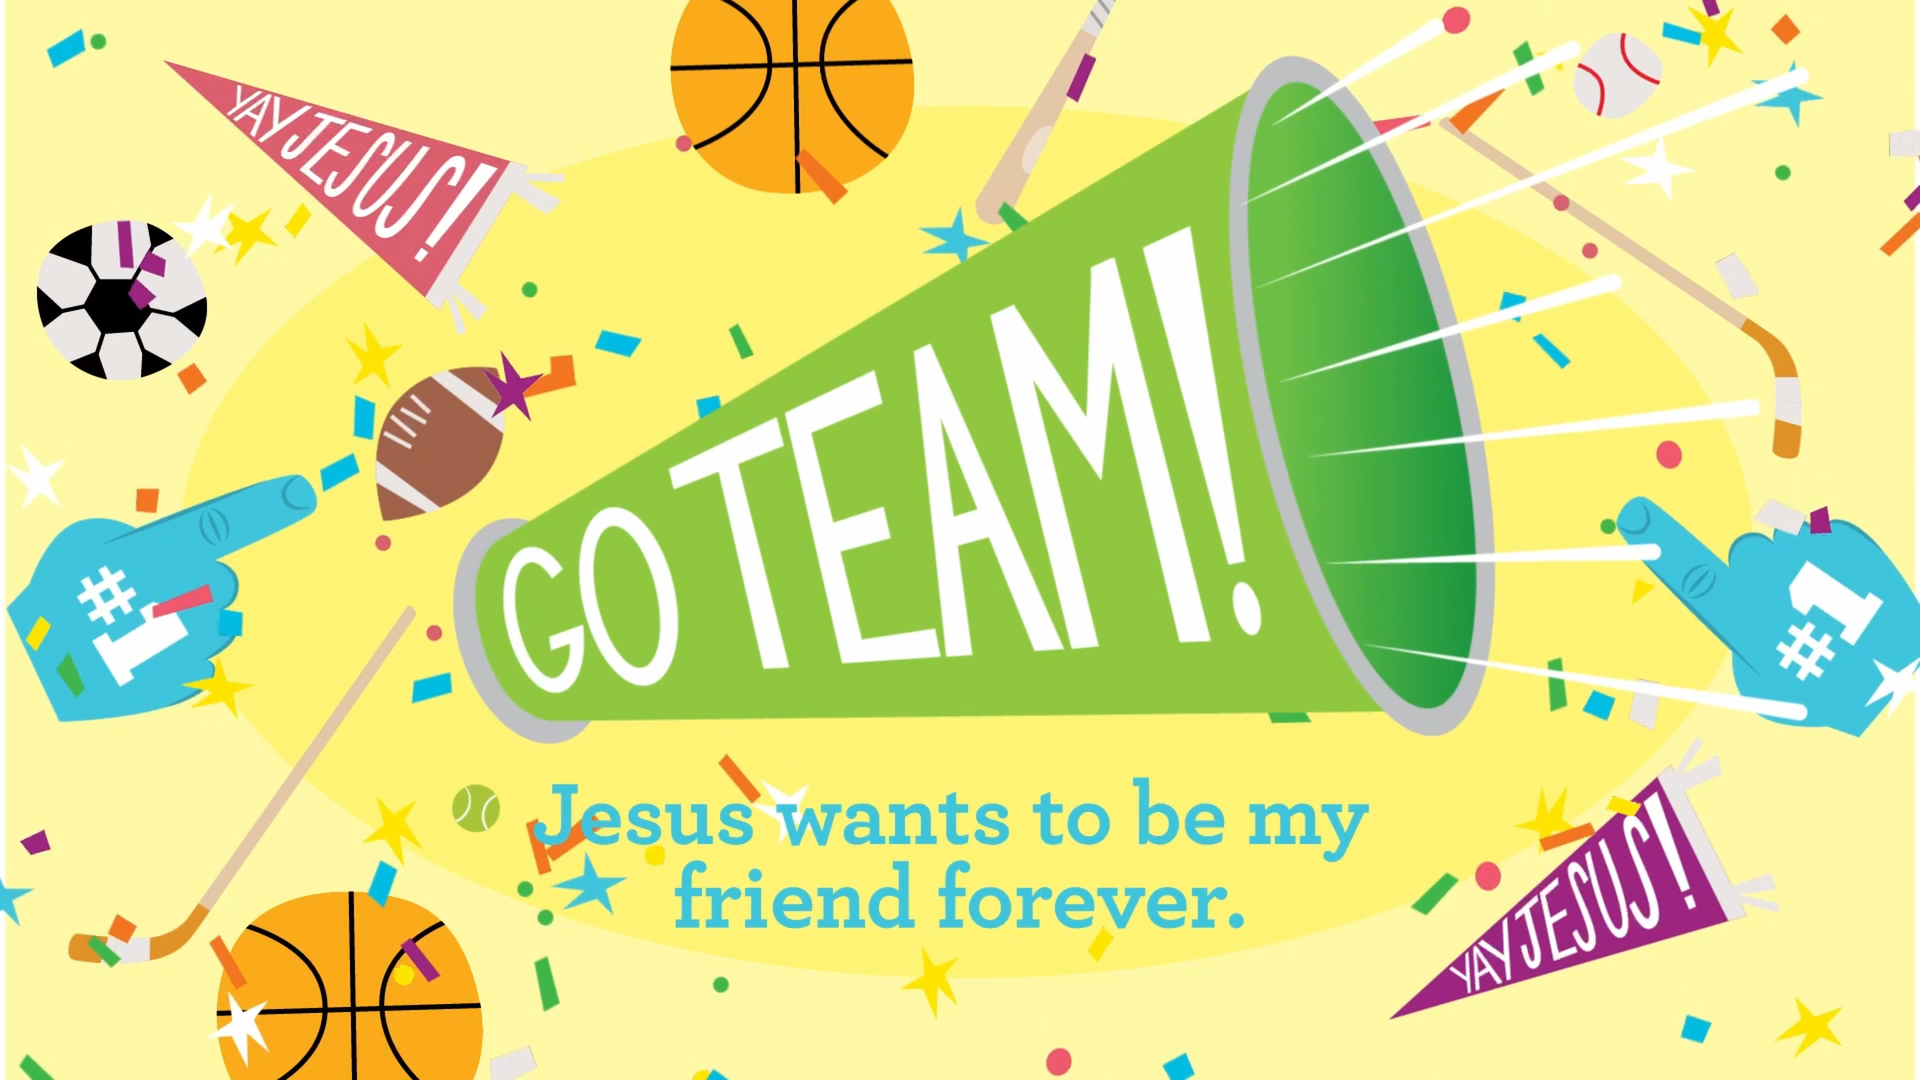 YAY JESUS!
GO TEAM!
#1
#1
Jesus wants to be my
friend forever.
YAY JESUS!